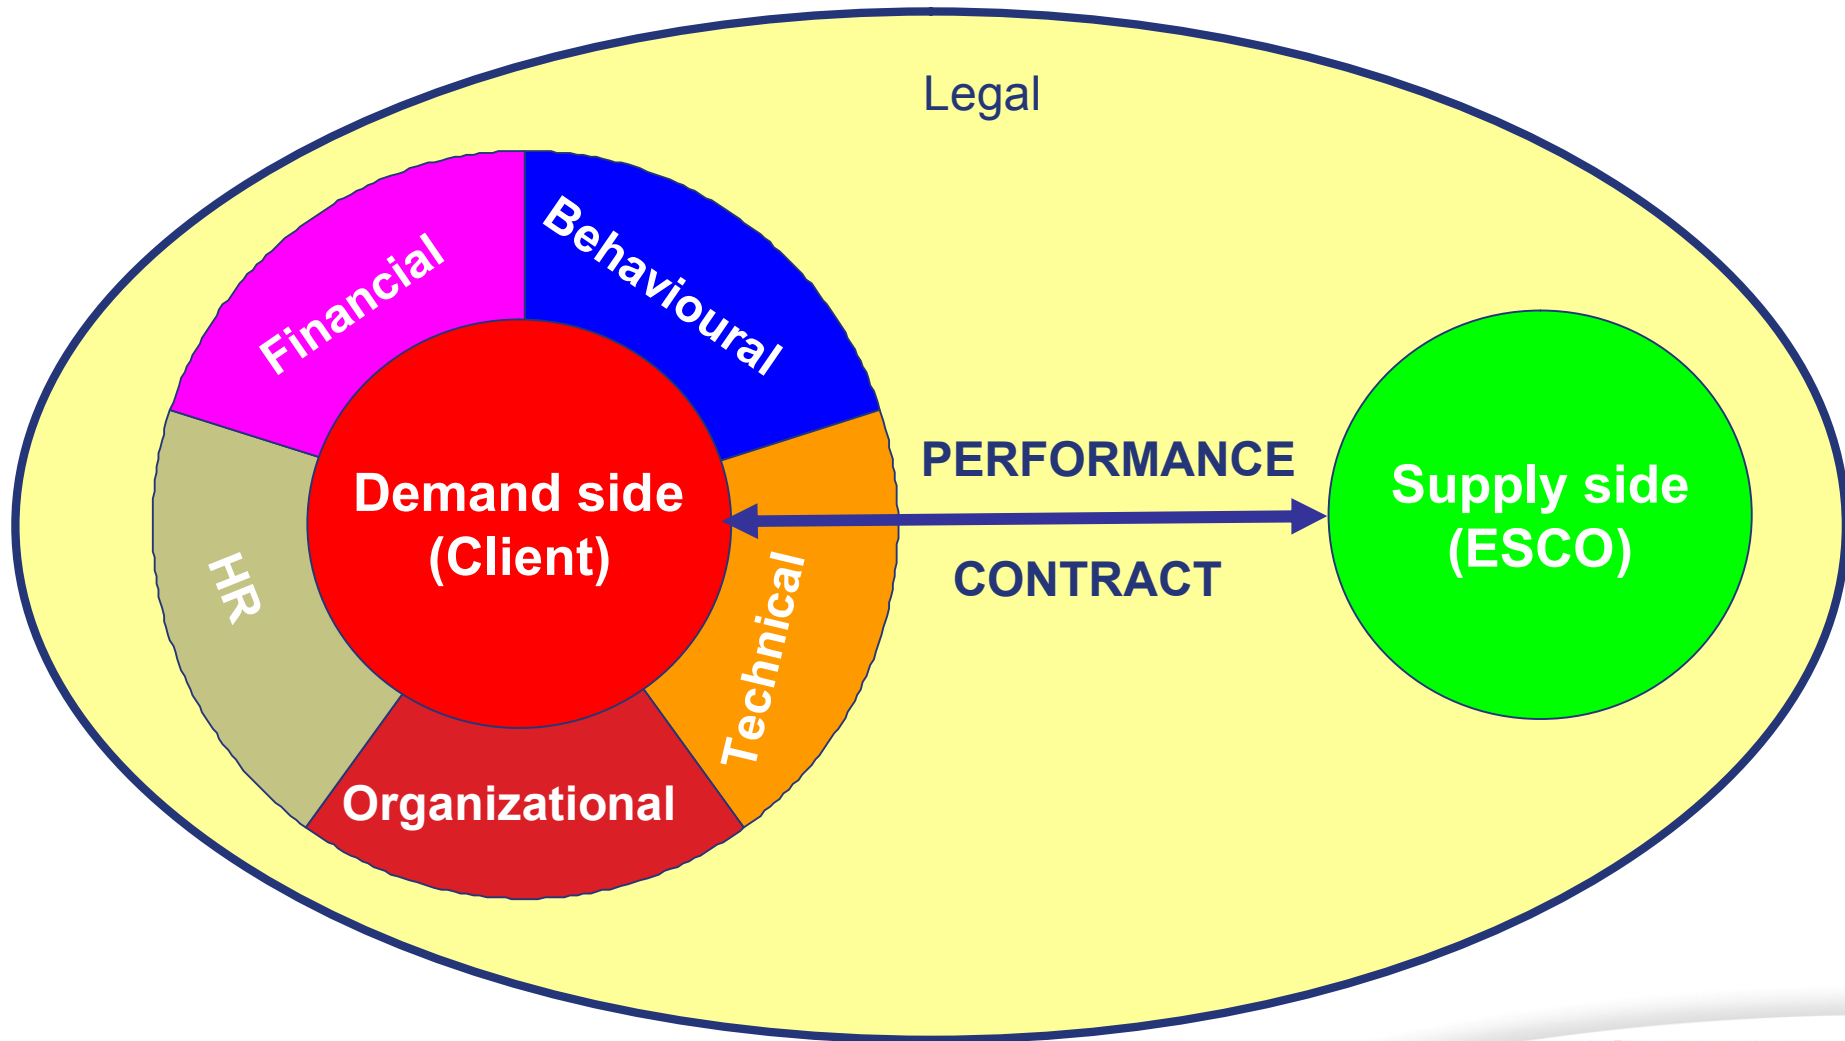 Legal
Financial
Behavioural
HR
Demand side
(Client)
Technical
Organizational
PERFORMANCE
CONTRACT
Supply side
(ESCO)